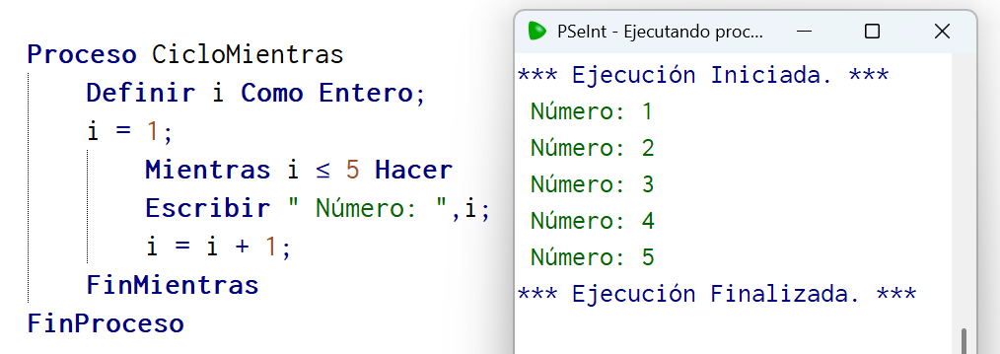 Proceso CicloMientras
Definir i Como Entero;
i = 1;
Mientras i ≤ 5 Hacer
Escribir " Número: ",i;
i = i + 1;
FinMientras
FinProceso
PSeInt - Ejecutando proc...
*** Ejecución Iniciada. ***
Número: 1
Número: 2
Número: 3
Número: 4
Número: 5
*** Ejecución Finalizada. ***